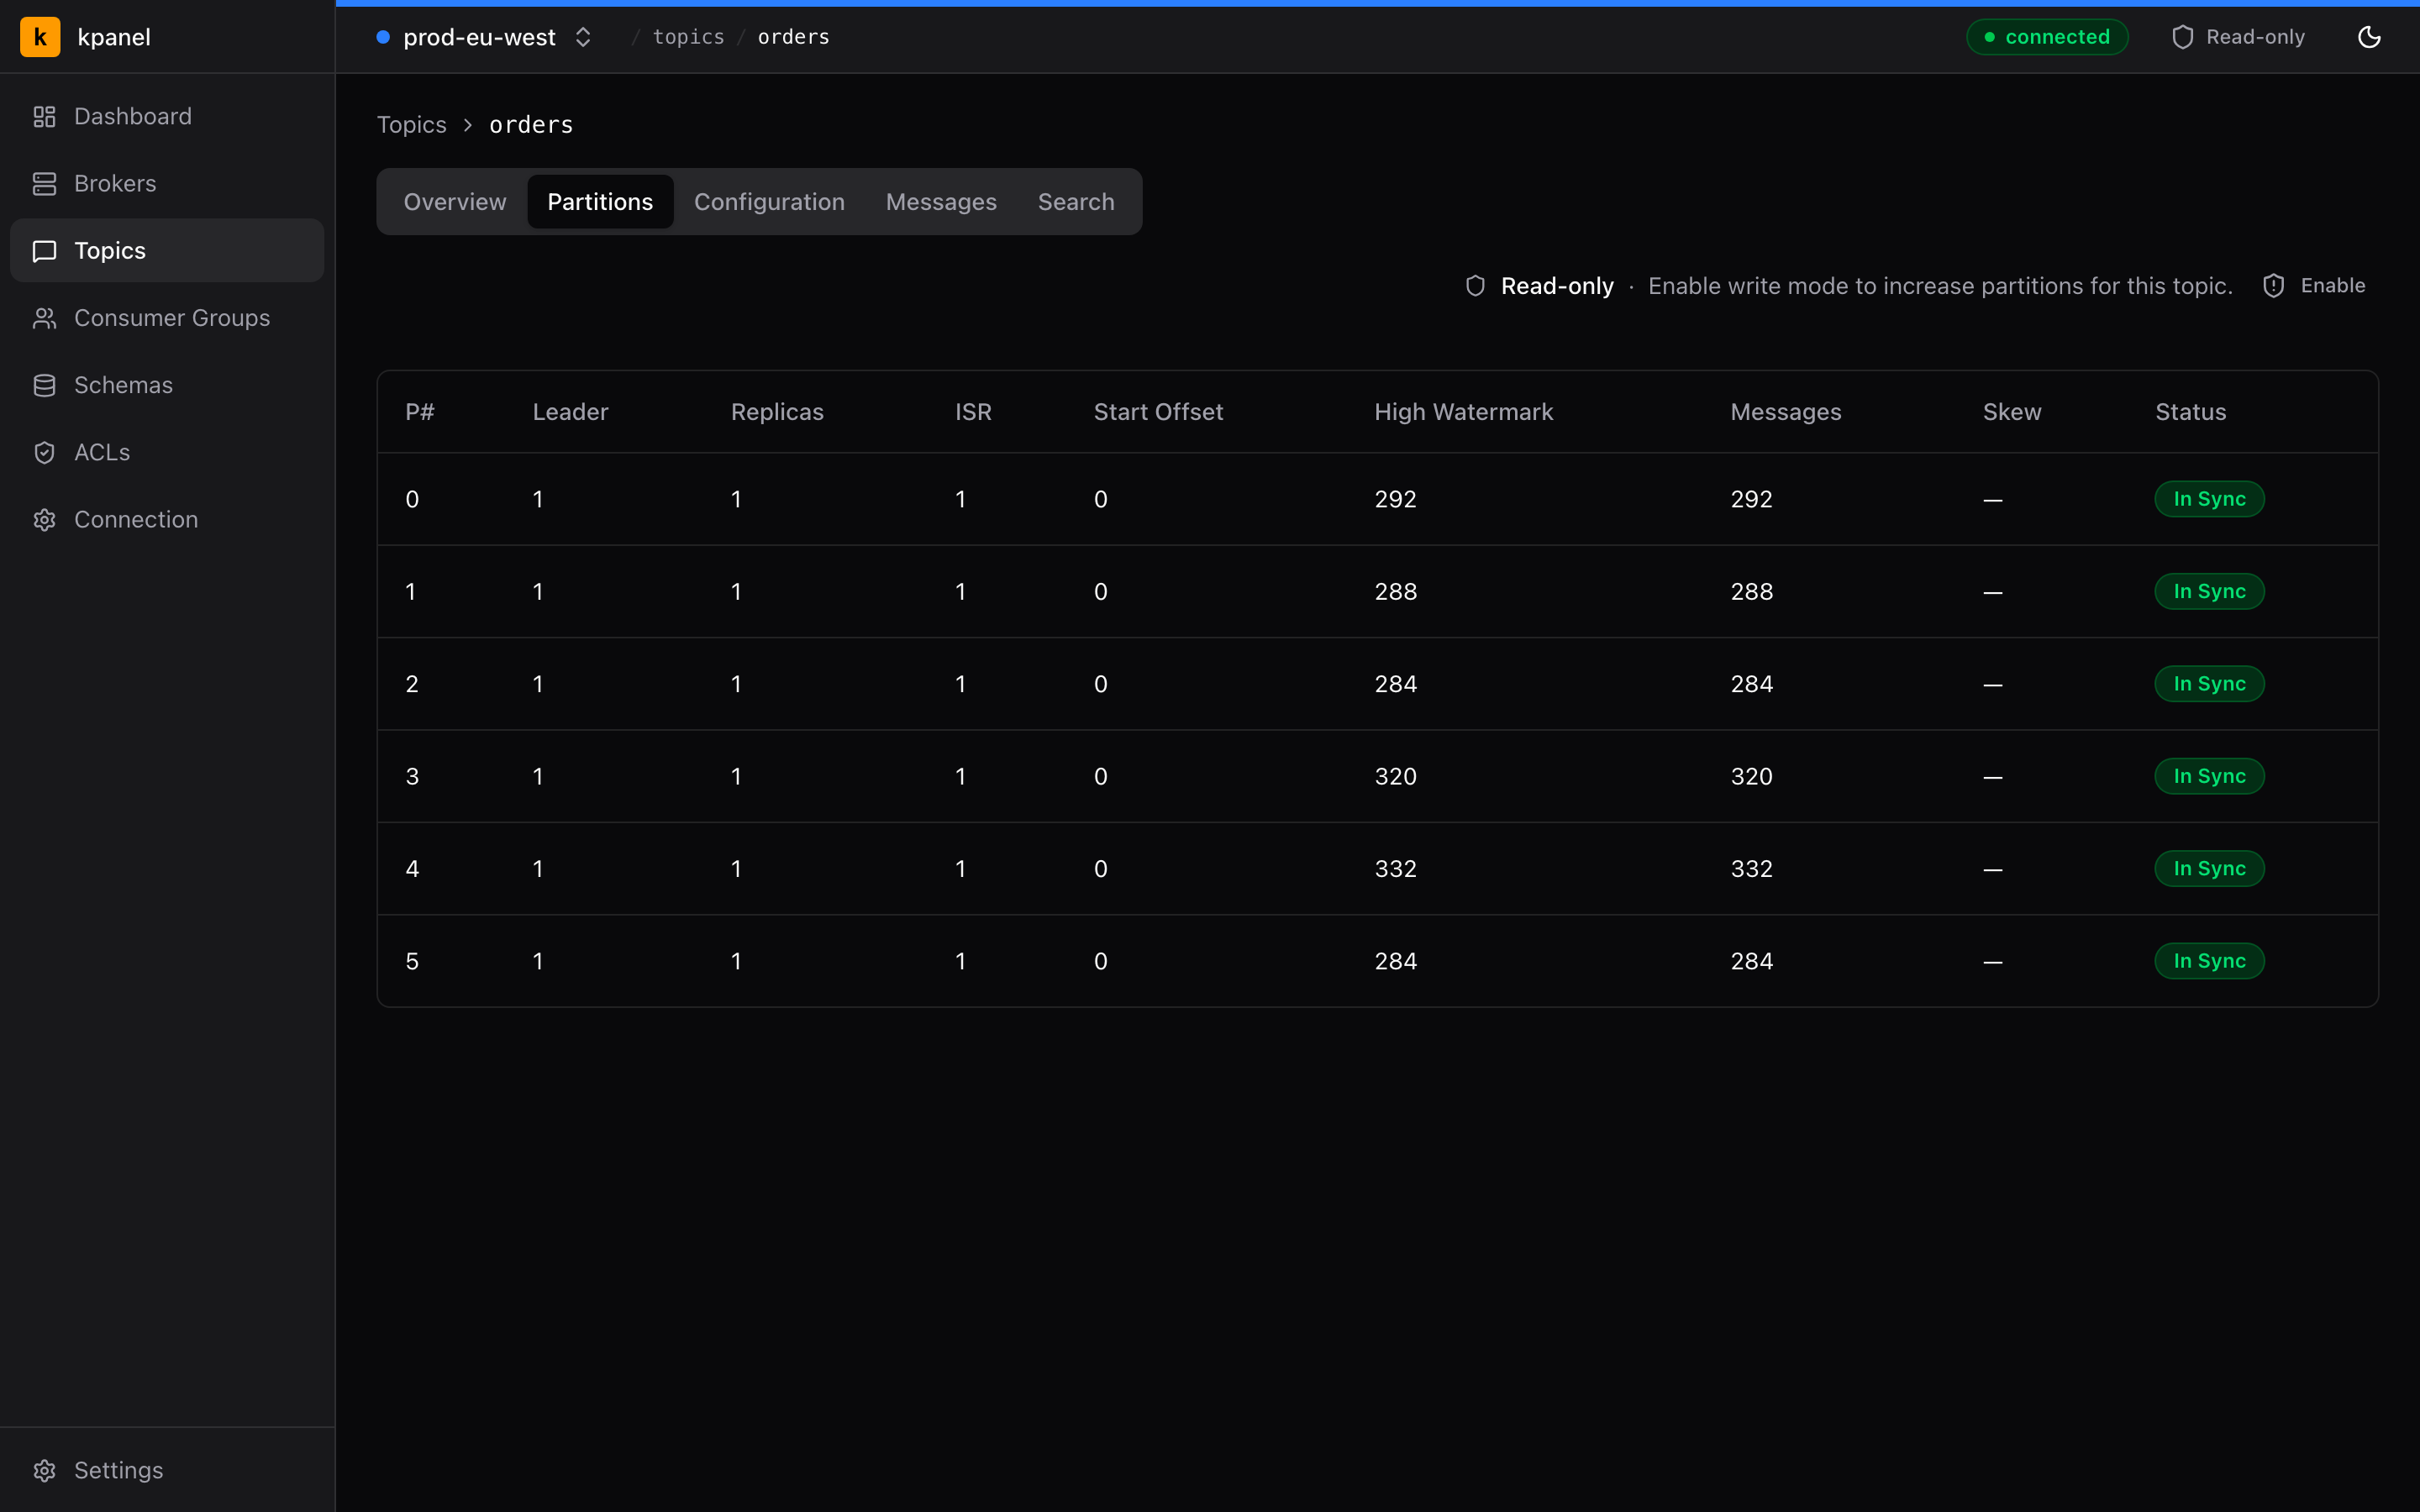 k kpanel
prod-eu-west / topics / orders
connected
Read-only
Dashboard
Brokers
Topics
Consumer Groups
Schemas
ACLs
Connection
Settings
Topics > orders
Overview Partitions Configuration Messages Search
Read-only · Enable write mode to increase partitions for this topic. Enable
P# Leader Replicas ISR Start Offset High Watermark Messages Skew Status
0 1 1 1 0 292 292 — In Sync
1 1 1 1 0 288 288 — In Sync
2 1 1 1 0 284 284 — In Sync
3 1 1 1 0 320 320 — In Sync
4 1 1 1 0 332 332 — In Sync
5 1 1 1 0 284 284 — In Sync